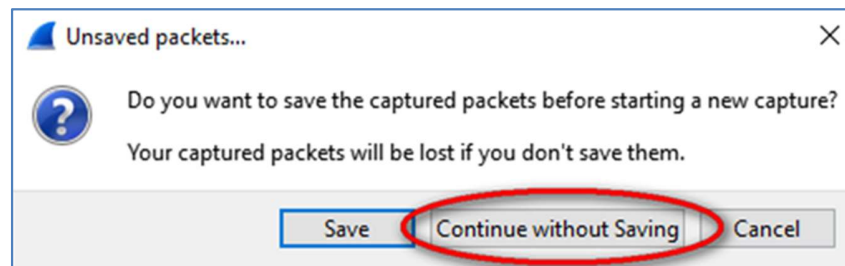 Unsaved packets...
Do you want to save the captured packets before starting a new capture?
Your captured packets will be lost if you don't save them.
Save Continue without Saving Cancel